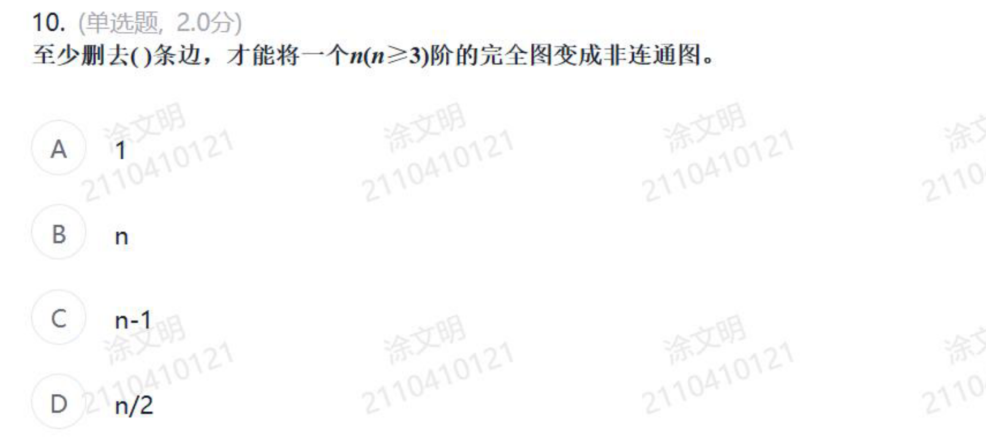 10. (单选题, 2.0分)
至少删去( )条边，才能将一个n(n≥3)阶的完全图变成非连通图。
涂文明
2110410121
涂文明
2110410121
涂文明
2110410121
涂文
2110
A 1
B n
C n-1
涂文明
2110410121
涂文明
2110410121
涂文明
2110410121
涂文
2110
D n/2